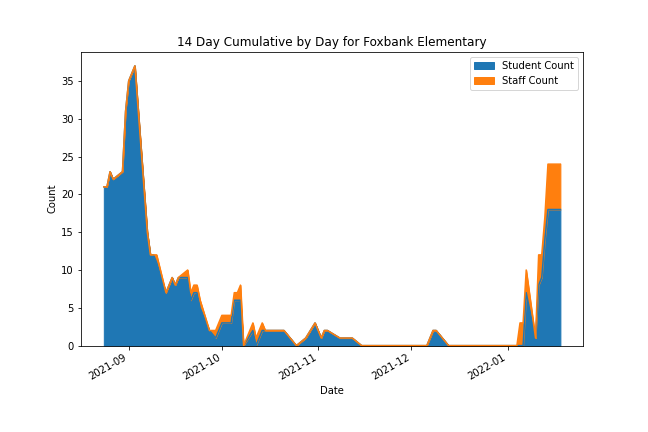 14 Day Cumulative by Day for Foxbank Elementary
Student Count
Staff Count
35
30
25
20
15
10
5
0
Count
2021-09
2021-10
2021-11
2021-12
2022-01
Date